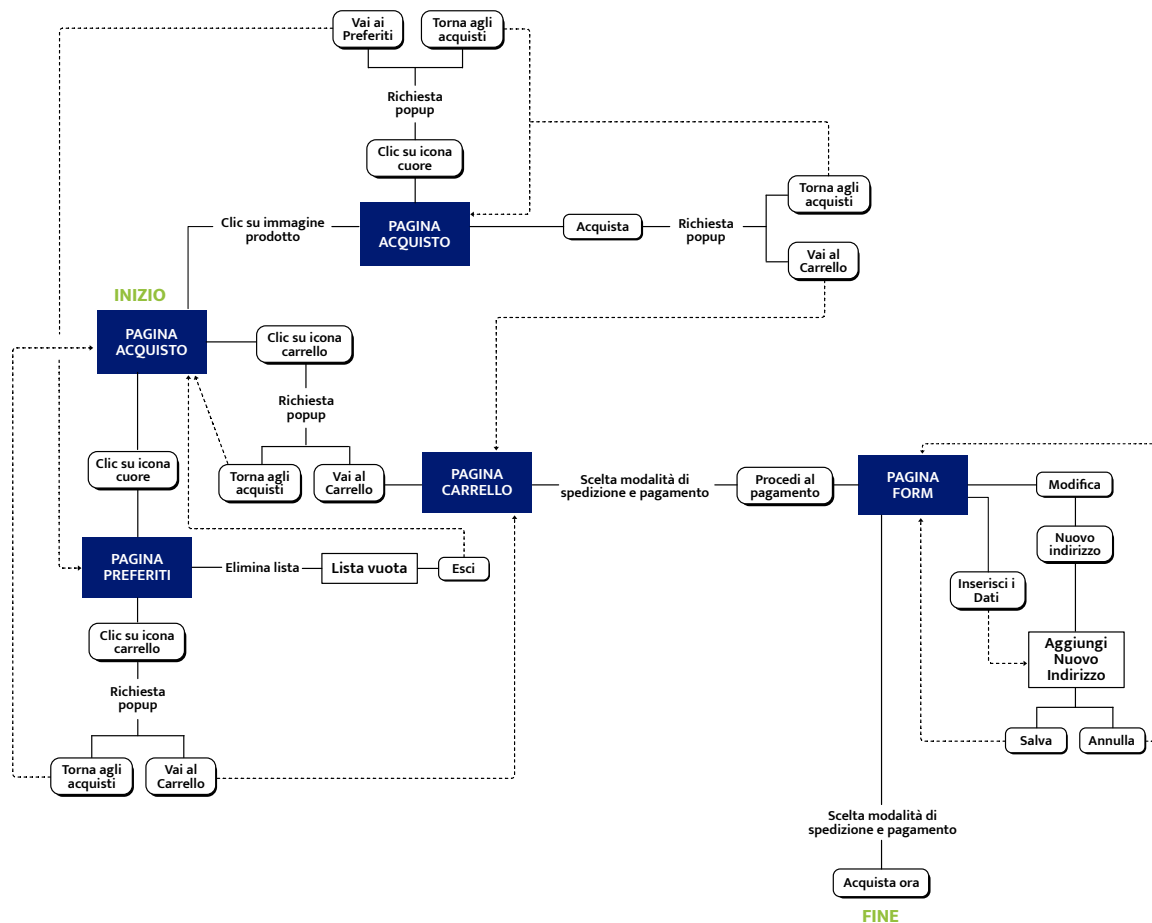 Vai ai
Preferiti
Torna agli
acquisti
Richiesta
popup
Clic su icona
cuore
Clic su immagine
prodotto
PAGINA
ACQUISTO
Acquista
Richiesta
popup
Torna agli
acquisti
Vai al
Carrello
INIZIO
PAGINA
ACQUISTO
Clic su icona
carrello
Richiesta
popup
Torna agli
acquisti
Vai al
Carrello
PAGINA
CARRELLO
Scelta modalità di
spedizione e pagamento
Procedi al
pagamento
PAGINA
FORM
Modifica
Nuovo
indirizzo
Inserisci i
Dati
Aggiungi
Nuovo
Indirizzo
Salva
Annulla
Clic su icona
cuore
PAGINA
PREFERITI
Elimina lista
Lista vuota
Esci
Clic su icona
carrello
Richiesta
popup
Torna agli
acquisti
Vai al
Carrello
Scelta modalità di
spedizione e pagamento
Acquista ora
FINE